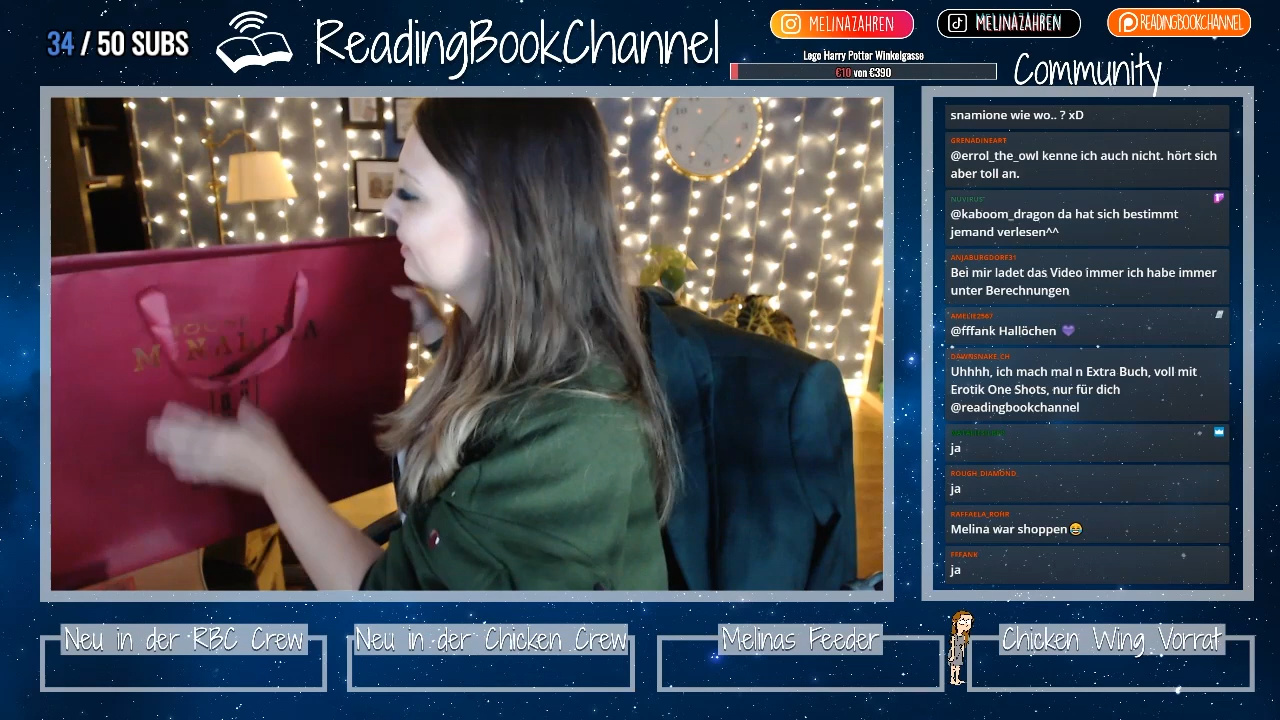 34 / 50 SUBS
ReadingBookChannel
MELINAZAHREN
MELINAZAHREN
READINGBOOKCHANNEL
Lego Harry Potter Winkelgasse
€10 von €390
Community
snamione wie wo.. ? xD
GRENADINEART
@errol_the_owl kenne ich auch nicht. hört sich
aber toll an.
@kaboom_dragon da hat sich bestimmt
jemand verlesen^^
ANJABURGDORF31
Bei mir ladet das Video immer ich habe immer
unter Berechnungen
AMELIE2567
@fffank Hallöchen 💜
DAWNSNAKE_CH
Uhhhh, ich mach mal n Extra Buch, voll mit
Erotik One Shots, nur für dich
@readingbookchannel
ja
ROUGH_DIAMOND_
ja
RAFFAELA_ROHR
Melina war shoppen 😂
FFFANK
ja
Neu in der RBC Crew
Neu in der Chicken Crew
Melinas Feeder
Chicken Wing Vorrat